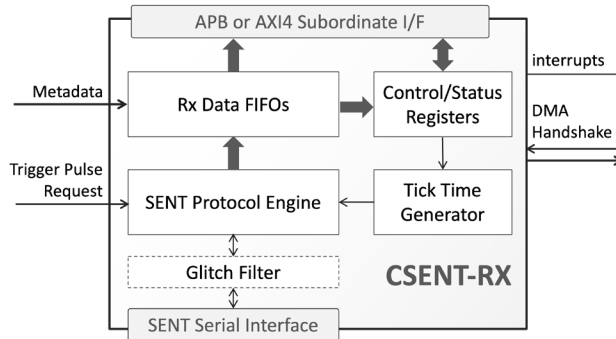 APB or AXI4 Subordinate I/F
Metadata
Rx Data FIFOs
Control/Status
Registers
interrupts
DMA
Handshake
Trigger Pulse
Request
SENT Protocol Engine
Tick Time
Generator
Glitch Filter
CSENT-RX
SENT Serial Interface